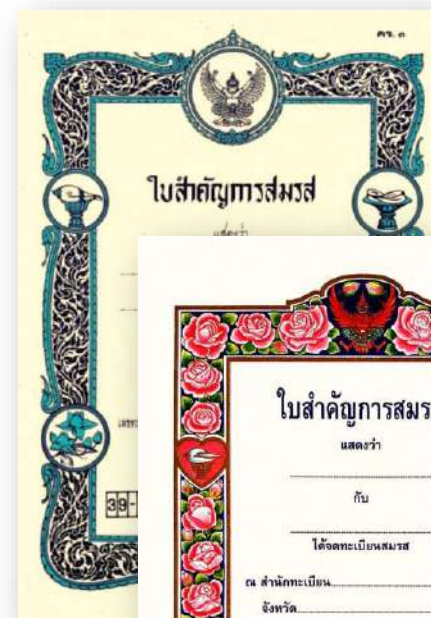 คร. ๓
ใบสำคัญการสมรส
แสดงว่า
39-
ใบสำคัญการสมร
แสดงว่า
กับ
ได้จดทะเบียนสมรส
ณ สำนักทะเบียน
จังหวัด